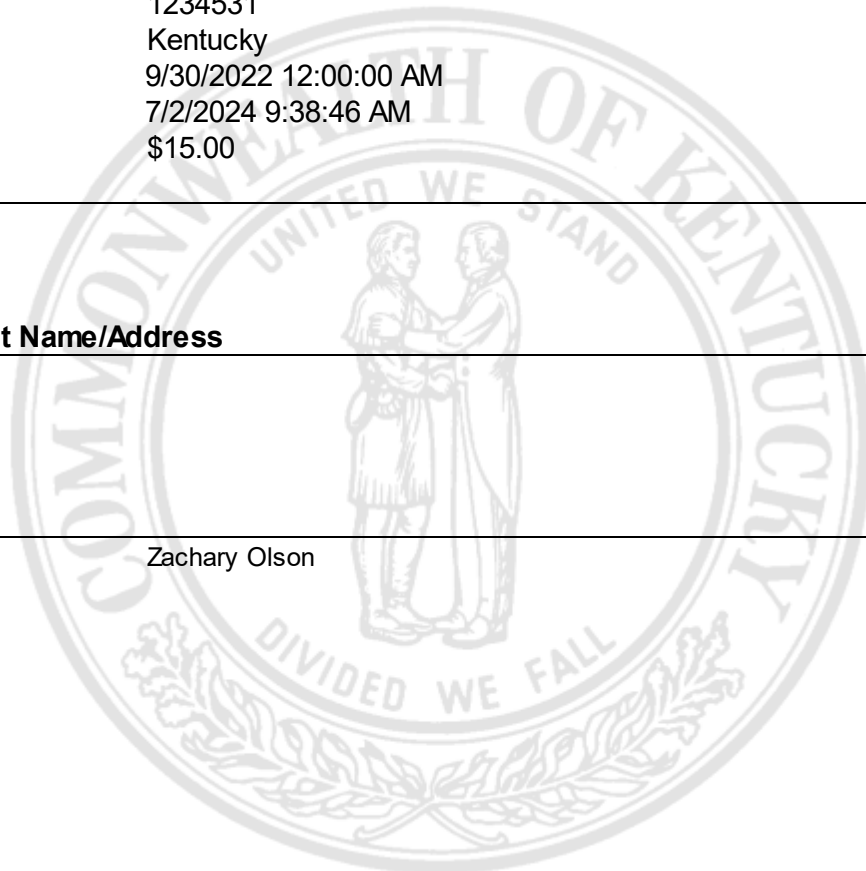 1234531
Kentucky
9/30/2022 12:00:00 AM
7/2/2024 9:38:46 AM
$15.00
COMMONWEALTH OF KENTUCKY
UNITED WE STAND
t Name/Address
Zachary Olson
DIVIDED WE FALL